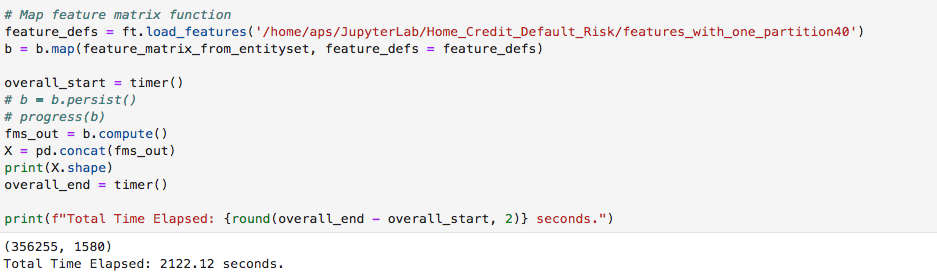 # Map feature matrix function
feature_defs = ft.load_features('/home/aps/JupyterLab/Home_Credit_Default_Risk/features_with_one_partition40')
b = b.map(feature_matrix_from_entityset, feature_defs = feature_defs)
overall_start = timer()
# b = b.persist()
# progress(b)
fms_out = b.compute()
X = pd.concat(fms_out)
print(X.shape)
overall_end = timer()
print(f"Total Time Elapsed: {round(overall_end - overall_start, 2)} seconds.")
(356255, 1580)
Total Time Elapsed: 2122.12 seconds.